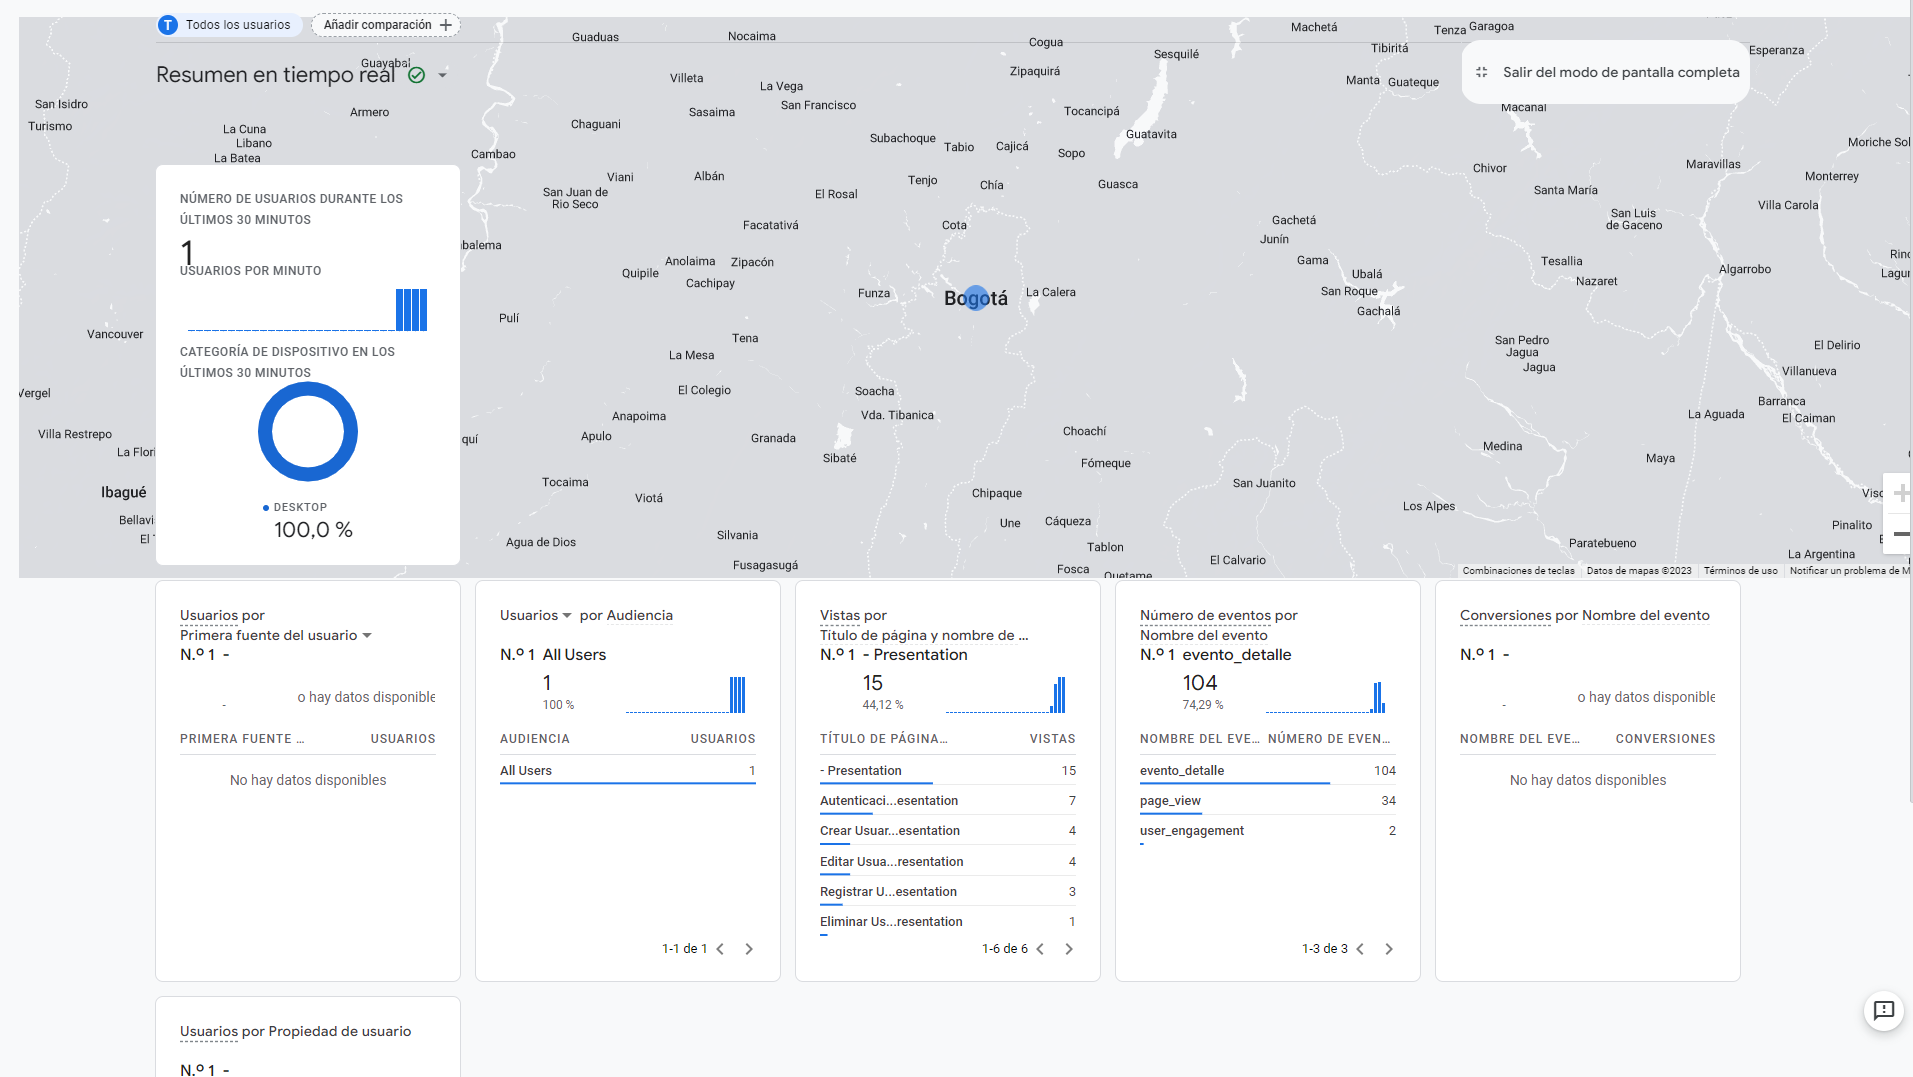 T Todos los usuarios
Añadir comparación
Resumen en tiempo real
Salir del modo de pantalla completa
Guaduas
Nocaima
Cogua
Machetá
Tenza
Garagoa
Tibiritá
Esperanza
Sesquilé
Guayabal
Villeta
La Vega
Zipaquirá
Manta
Guateque
San Isidro
Armero
Sasaima
San Francisco
Tocancipá
Macanal
Turismo
La Cuna
Chaguani
Subachoque
Guatavita
Libano
Tabio
Cajicá
Moriche Sol
La Batea
Cambao
Sopo
Maravillas
Viani
Albán
Tenjo
Chía
Guasca
Chivor
Monterrey
San Juan de
Rio Seco
El Rosal
Santa María
Villa Carola
Facatativá
Cota
Gachetá
San Luis
de Gaceno
Junín
balema
Anolaima
Zipacón
Gama
Tesallia
Rinc
Quipile
Cachipay
Ubalá
Nazaret
Algarrobo
Lagur
Funza
Bogotá
La Calera
San Roque
Gachalá
Pulí
Vancouver
Tena
San Pedro
Jagua
El Delirio
La Mesa
Jagua
Villanueva
Vergel
El Colegio
Soacha
Barranca
Anapoima
Vda. Tibanica
La Aguada
El Caiman
Villa Restrepo
quí
Apulo
Granada
Choachí
Medina
La Flori
Sibaté
Fómeque
Maya
Ibagué
Tocaima
Viotá
Chipaque
San Juanito
Los Alpes
Visc
Bellavi
Une
Cáqueza
Pinalito
El T
Agua de Dios
Silvania
Tablon
Paratebueno
La Argentina
Fusagasugá
Fosca
Quetame
El Calvario
Combinaciones de teclas
Datos de mapas ©2023
Términos de uso
Notificar un problema de M
NÚMERO DE USUARIOS DURANTE LOS
ÚLTIMOS 30 MINUTOS
1
USUARIOS POR MINUTO
CATEGORÍA DE DISPOSITIVO EN LOS
ÚLTIMOS 30 MINUTOS
DESKTOP
100,0 %
Usuarios por
Primera fuente del usuario
N.º 1 -
-
o hay datos disponible
PRIMERA FUENTE … USUARIOS
No hay datos disponibles
Usuarios por Audiencia
N.º 1 All Users
1
100 %
AUDIENCIA USUARIOS
All Users 1
1-1 de 1
Vistas por
Título de página y nombre de …
N.º 1 - Presentation
15
44,12 %
TÍTULO DE PÁGINA… VISTAS
- Presentation 15
Autenticaci...esentation 7
Crear Usuar...esentation 4
Editar Usua...resentation 4
Registrar U...esentation 3
Eliminar Us...resentation 1
1-6 de 6
Número de eventos por
Nombre del evento
N.º 1 evento_detalle
104
74,29 %
NOMBRE DEL EVE… NÚMERO DE EVEN…
evento_detalle 104
page_view 34
user_engagement 2
1-3 de 3
Conversiones por Nombre del evento
N.º 1 -
-
o hay datos disponible
NOMBRE DEL EVE… CONVERSIONES
No hay datos disponibles
Usuarios por Propiedad de usuario
N.º 1 -